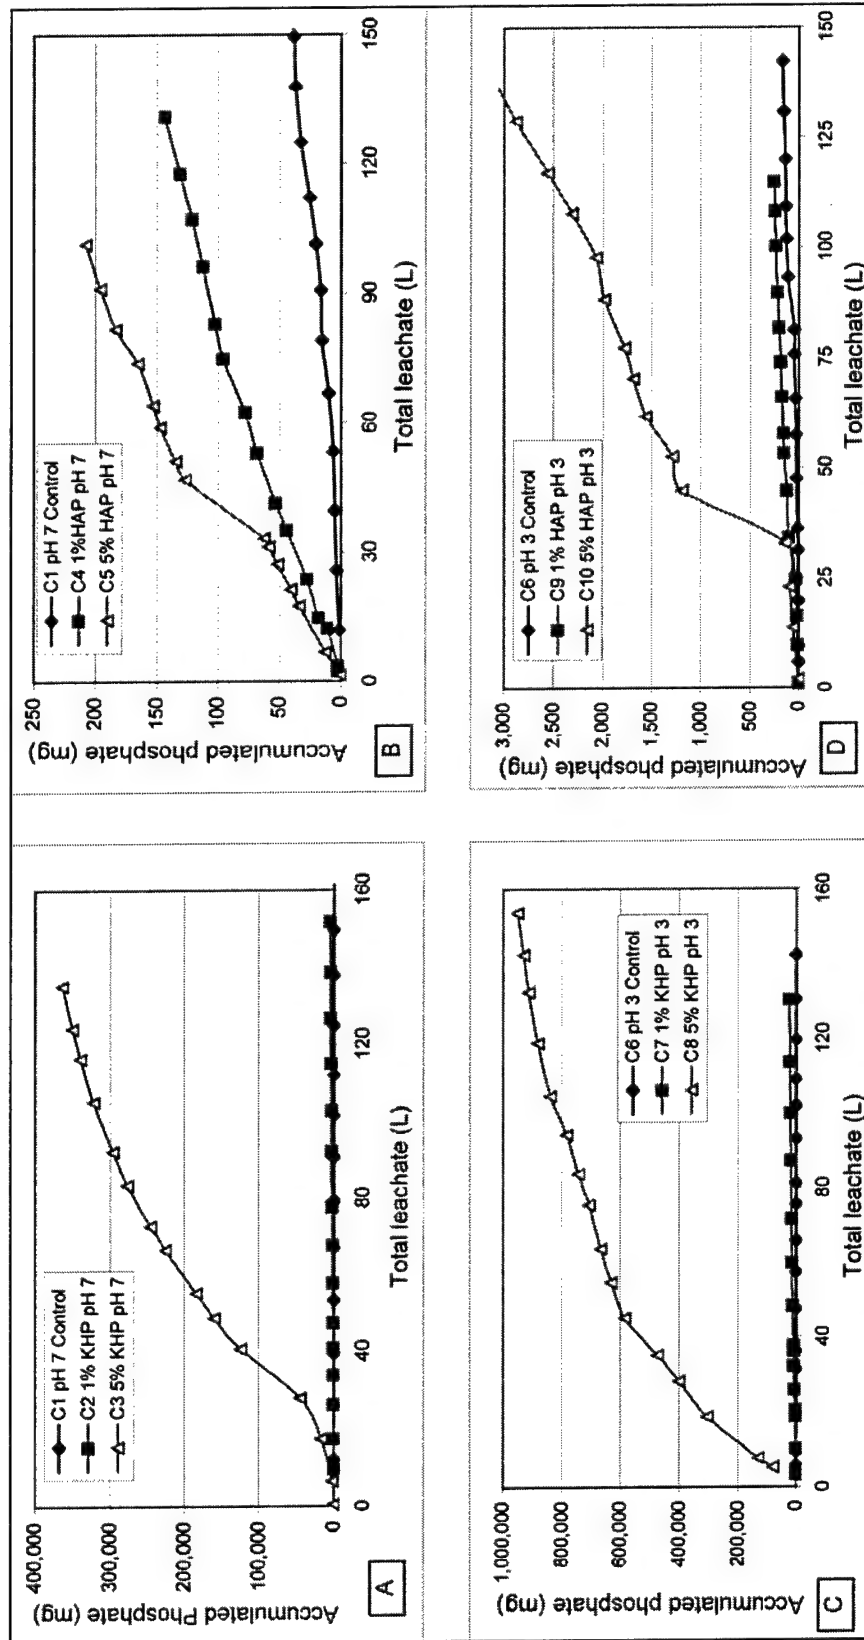 A
Accumulated Phosphate (mg)
400,000
300,000
200,000
100,000
0
0
40
80
120
160
Total leachate (L)
C1 pH 7 Control
C2 1% KHP pH 7
C3 5% KHP pH 7
B
Accumulated phosphate (mg)
250
200
150
100
50
0
0
30
60
90
120
150
Total leachate (L)
C1 pH 7 Control
C4 1%HAP pH 7
C5 5% HAP pH 7
C
Accumulated phosphate (mg)
1,000,000
800,000
600,000
400,000
200,000
0
0
40
80
120
160
Total leachate (L)
C6 pH 3 Control
C7 1% KHP pH 3
C8 5% KHP pH 3
D
Accumulated phosphate (mg)
3,000
2,500
2,000
1,500
1,000
500
0
0
25
50
75
100
125
150
Total leachate (L)
C6 pH 3 Control
C9 1% HAP pH 3
C10 5% HAP pH 3